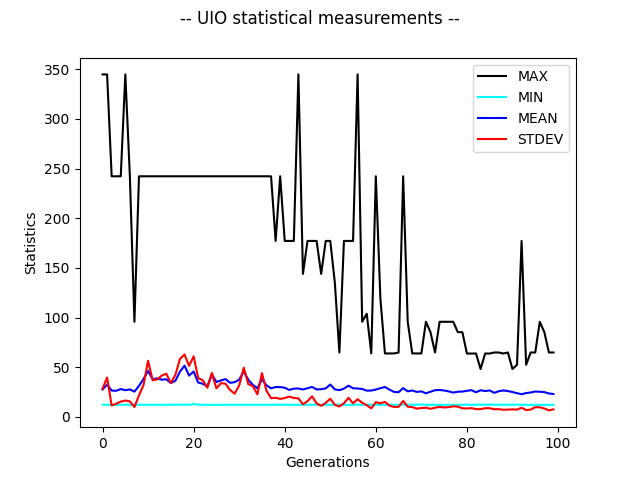 -- UIO statistical measurements --
350
300
250
200
150
100
50
0
Statistics
MAX
MIN
MEAN
STDEV
0 20 40 60 80 100
Generations